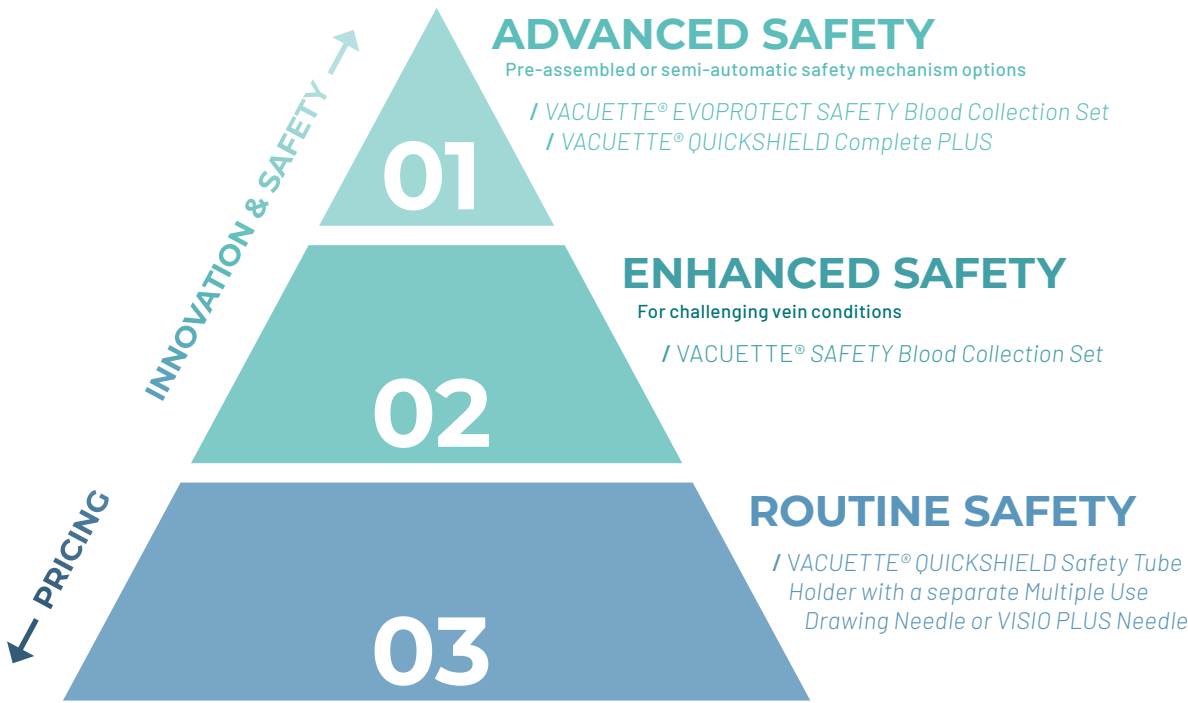 ADVANCED SAFETY
Pre-assembled or semi-automatic safety mechanism options
/ VACUETTE® EVOPROTECT SAFETY Blood Collection Set
/ VACUETTE® QUICKSHIELD Complete PLUS
01
INNOVATION & SAFETY
ENHANCED SAFETY
For challenging vein conditions
/ VACUETTE® SAFETY Blood Collection Set
02
PRICING
ROUTINE SAFETY
/ VACUETTE® QUICKSHIELD Safety Tube
Holder with a separate Multiple Use
Drawing Needle or VISIO PLUS Needle
03